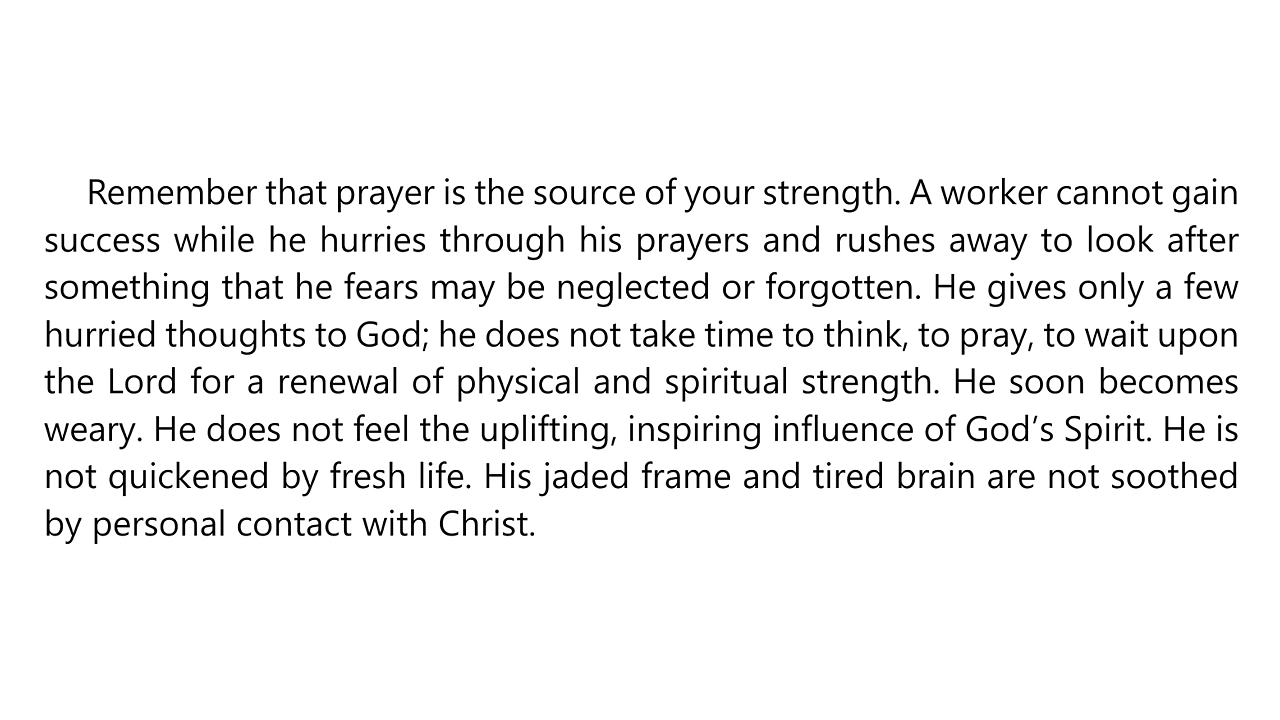 Remember that prayer is the source of your strength. A worker cannot gain
success while he hurries through his prayers and rushes away to look after
something that he fears may be neglected or forgotten. He gives only a few
hurried thoughts to God; he does not take time to think, to pray, to wait upon
the Lord for a renewal of physical and spiritual strength. He soon becomes
weary. He does not feel the uplifting, inspiring influence of God’s Spirit. He is
not quickened by fresh life. His jaded frame and tired brain are not soothed
by personal contact with Christ.